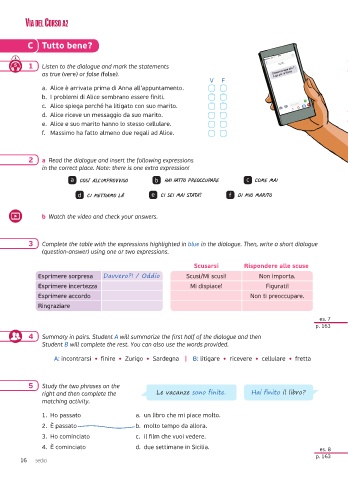 VIA DEL CORSO A2
C Tutto bene?
1 Listen to the dialogue and mark the statements
as true (vero) or false (falso).
V F
a. Alice è arrivata prima di Anna all'appuntamento.
b. I problemi di Alice sembrano essere finiti.
c. Alice spiega perché ha litigato con suo marito.
d. Alice riceve un messaggio da suo marito.
e. Alice e suo marito hanno lo stesso cellulare.
f. Massimo ha fatto almeno due regali ad Alice.
2 a Read the dialogue and insert the following expressions
in the correct place. Note: there is one extra expression!
a COSÌ ALL'IMPROVVISO b HAI FATTO PREOCCUPARE c COME MAI
d CI METTIAMO LÀ e CI SEI MAI STATA? f DI MIO MARITO
b Watch the video and check your answers.
3 Complete the table with the expressions highlighted in blue in the dialogue. Then, write a short dialogue
(question-answer) using one or two expressions.
Scusarsi Rispondere alle scuse
Esprimere sorpresa Davvero?! / Oddio Scusi/Mi scusi! Non importa.
Esprimere incertezza Mi dispiace! Figurati!
Esprimere accordo Non ti preoccupare.
Ringraziare
es. 7
p. 161
4 Summary in pairs. Student A will summarize the first half of the dialogue and then
Student B will complete the rest. You can also use the words provided.
A: incontrarsi • finire • Zurigo • Sardegna | B: litigare • ricevere • cellulare • fretta
5 Study the two phrases on the
right and then complete the
matching activity.
Le vacanze sono finite. Hai finito il libro?
1. Ho passato a. un libro che mi piace molto.
2. È passato b. molto tempo da allora.
3. Ho cominciato c. il film che vuoi vedere.
4. È cominciato d. due settimane in Sicilia.
es. 8
p. 162
16 sedici